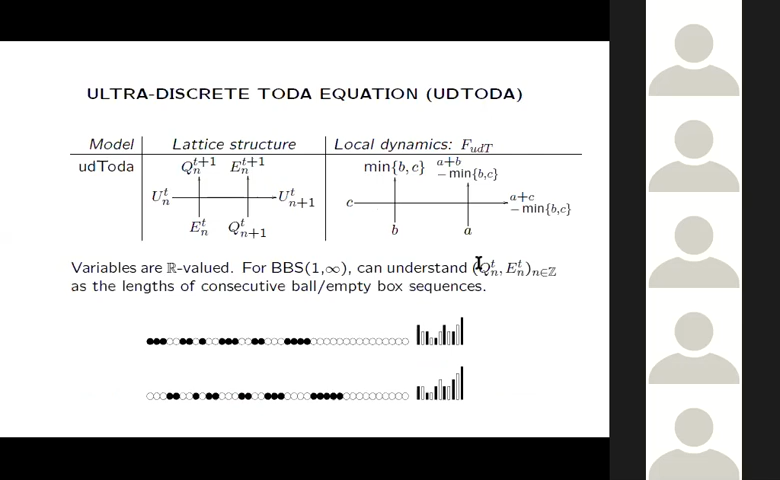 ULTRA-DISCRETE TODA EQUATION (UDTODA)
Model Lattice structure Local dynamics: F_{udT}
udToda
Q_n^{t+1} E_n^{t+1}
U_n^t U_{n+1}^t
E_n^t Q_{n+1}^t
min{b,c} a+b −min{b,c}
c a+c −min{b,c}
b a
Variables are ℝ-valued. For BBS(1,∞), can understand (Q_n^t, E_n^t)_{n∈ℤ}
as the lengths of consecutive ball/empty box sequences.